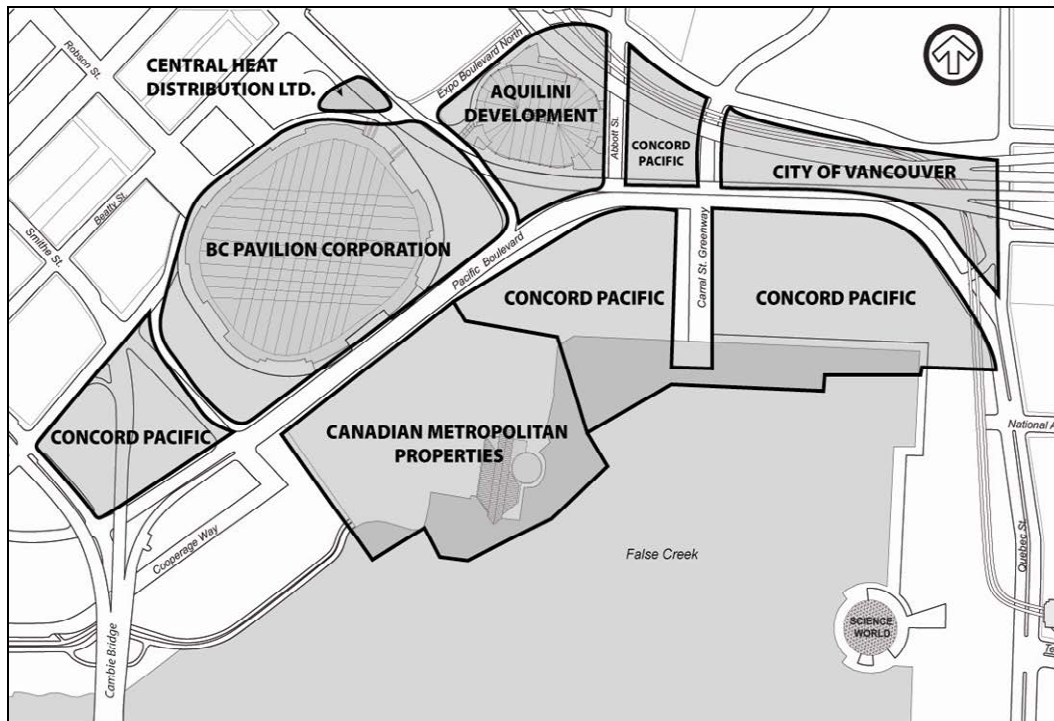 Robson St.
Expo Boulevard North
CENTRAL HEAT
DISTRIBUTION LTD.
AQUILINI
DEVELOPMENT
Abbott St.
CONCORD
PACIFIC
CITY OF VANCOUVER
Beatty St.
Smithe St.
BC PAVILION CORPORATION
Pacific Boulevard
Carral St. Greenway
CONCORD PACIFIC
CONCORD PACIFIC
CONCORD PACIFIC
CANADIAN METROPOLITAN
PROPERTIES
National A
Cooperage Way
False Creek
Quebec St.
SCIENCE
WORLD
Cambie Bridge